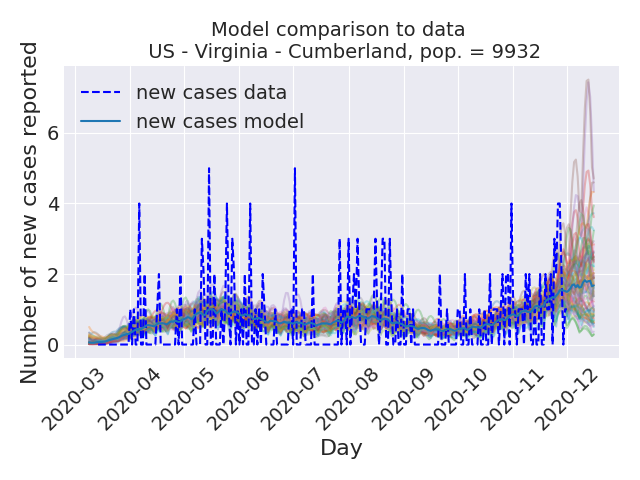 Model comparison to data
US - Virginia - Cumberland, pop. = 9932
Number of new cases reported
new cases data
new cases model
6
4
2
0
2020-03
2020-04
2020-05
2020-06
2020-07
2020-08
2020-09
2020-10
2020-11
2020-12
Day